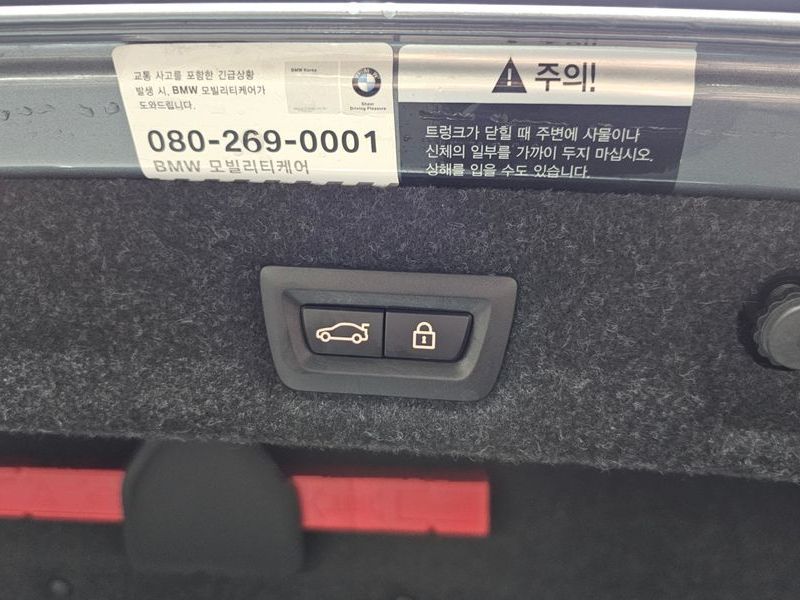 교통 사고를 포함한 긴급상황
발생 시, BMW 모빌리티케어가
도와드립니다.
BMW Korea
Sheer
Driving Pleasure
080-269-0001
BMW 모빌리티케어
주의!
트렁크가 닫힐 때 주변에 사물이나
신체의 일부를 가까이 두지 마십시오.
상해를 입을 수도 있습니다.